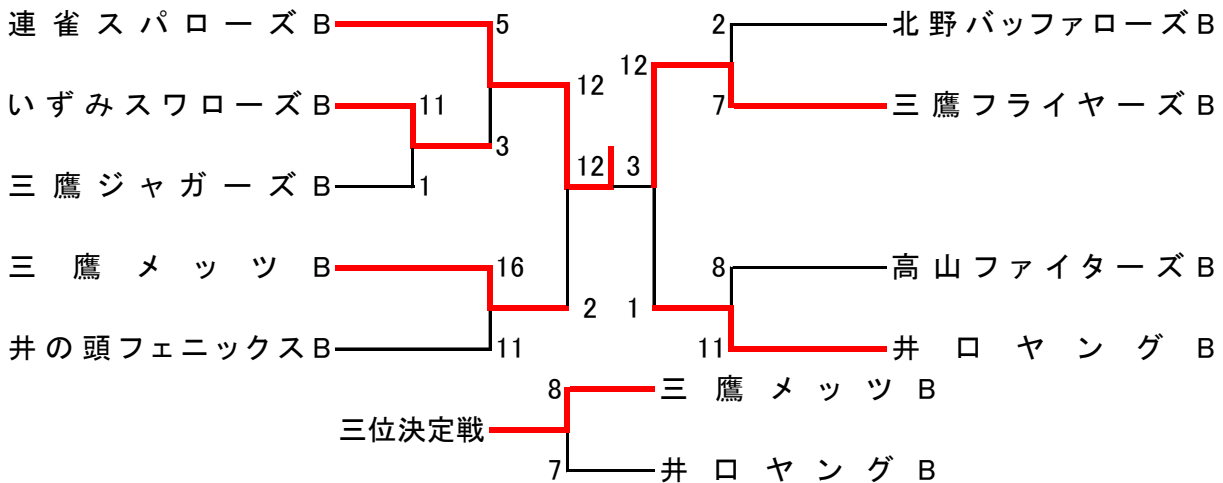 連雀スパローズB 5 2 北野バッファローズB
12 12
いずみスワローズB 11 7 三鷹フライヤーズB
3
12 3
三鷹ジャガーズB 1
三鷹メッツB 16 8 高山ファイターズB
2 1
井の頭フェニックスB 11 11 井口ヤングB
8 三鷹メッツB
三位決定戦
7 井口ヤングB